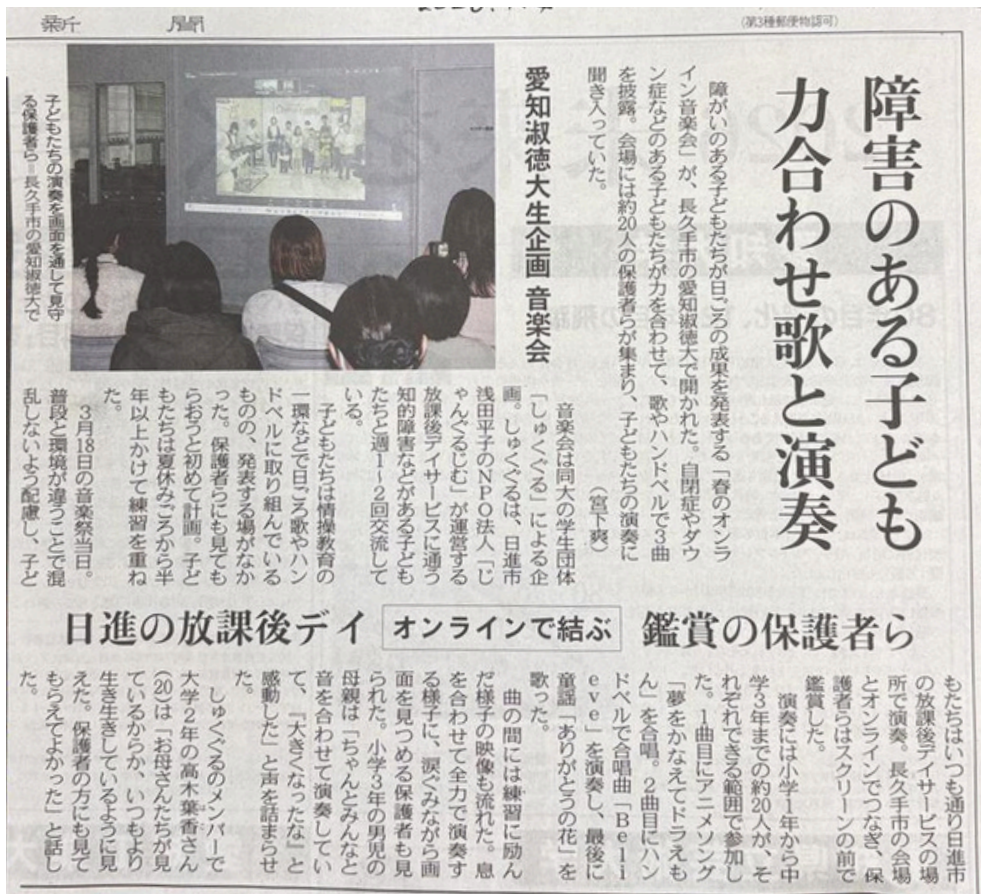 新 聞
(第3種郵便物認可)
障害のある子ども
力合わせ歌と演奏
障がいのある子どもたちが日ごろの成果を発表する「春のオンラ
イン音楽会」が、長久手市の愛知淑徳大で開かれた。自閉症やダウ
ン症などのある子どもたちが力を合わせて、歌やハンドベルで3曲
を披露。会場には約20人の保護者らが集まり、子どもたちの演奏に
聞き入っていた。
(宮下爽)
愛知淑徳大生企画 音楽会
子どもたちの演奏を画面を通して見守
る保護者ら=長久手市の愛知淑徳大で
音楽会は同大の学生団体
「しゅくぐる」による企
画。しゅくぐるは、日進市
浅田平子のNPO法人「じ
ゃんぐるじむ」が運営する
放課後デイサービスに通う
知的障害などがある子ども
たちと週1〜2回交流して
いる。
子どもたちは情操教育の
一環などで日ごろ歌やハン
ドベルに取り組んでいる
ものの、発表する場がなか
った。保護者らにも見ても
らおうと初めて計画。子ど
もたちは夏休みごろから半
年以上かけて練習を重ね
た。
3月18日の音楽祭当日。
普段と環境が違うことで混
乱しないよう配慮し、子ど
日進の放課後デイ オンラインで結ぶ 鑑賞の保護者ら
もたちはいつも通り日進市
の放課後デイサービスの場
所で演奏。長久手市の会場
とオンラインでつなぎ、保
護者らはスクリーンの前で
鑑賞した。
演奏には小学1年から中
学3年までの約20人が、そ
れぞれできる範囲で参加し
た。1曲目にアニメソング
「夢をかなえてドラえも
ん」を合唱。2曲目にハン
ドベルで合唱曲「Beli
eve」を演奏し、最後に
童謡「ありがとうの花」を
歌った。
曲の間には練習に励ん
だ様子の映像も流れた。息
を合わせて全力で演奏す
る様子に、涙ぐみながら画
面を見つめる保護者も見
られた。小学3年の男児の
母親は「ちゃんとみんなと
音を合わせて演奏してい
て、『大きくなったな』と
感動した」と声を詰まらせ
た。
しゅくぐるのメンバーで
大学2年の高木葉香さん
(20)は「お母さんたちが見
ているからか、いつもより
生き生きしているように見
えた。保護者の方にも見て
もらえてよかった」と話し
た。